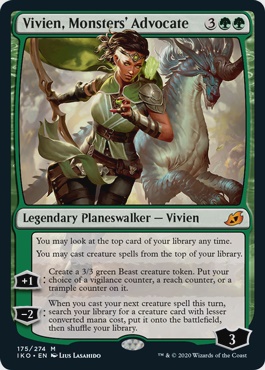 Vivien, Monsters' Advocate 3
Legendary Planeswalker — Vivien
You may look at the top card of your library any time.
You may cast creature spells from the top of your library.
+1: Create a 3/3 green Beast creature token. Put your
choice of a vigilance counter, a reach counter, or a
trample counter on it.
−2: When you cast your next creature spell this turn,
search your library for a creature card with lesser
converted mana cost, put it onto the battlefield,
then shuffle your library.
3
175/274 M
IKO • EN Lius Lasahido
™ & © 2020 Wizards of the Coast